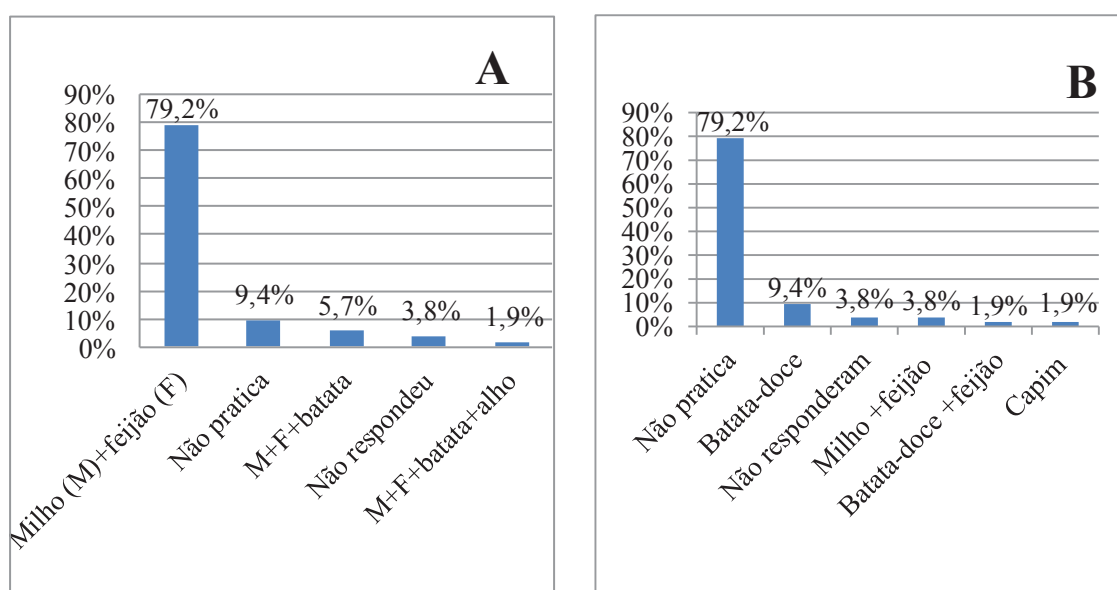 A
90%
80%
70%
60%
50%
40%
30%
20%
10%
0%
79,2%
9,4%
5,7%
3,8%
1,9%
Milho (M)+feijão (F)
Não pratica
M+F+batata
Não respondeu
M+F+batata+alho
B
90%
80%
70%
60%
50%
40%
30%
20%
10%
0%
79,2%
9,4%
3,8%
3,8%
1,9%
1,9%
Não pratica
Batata-doce
Não responderam
Milho +feijão
Batata-doce +feijão
Capim